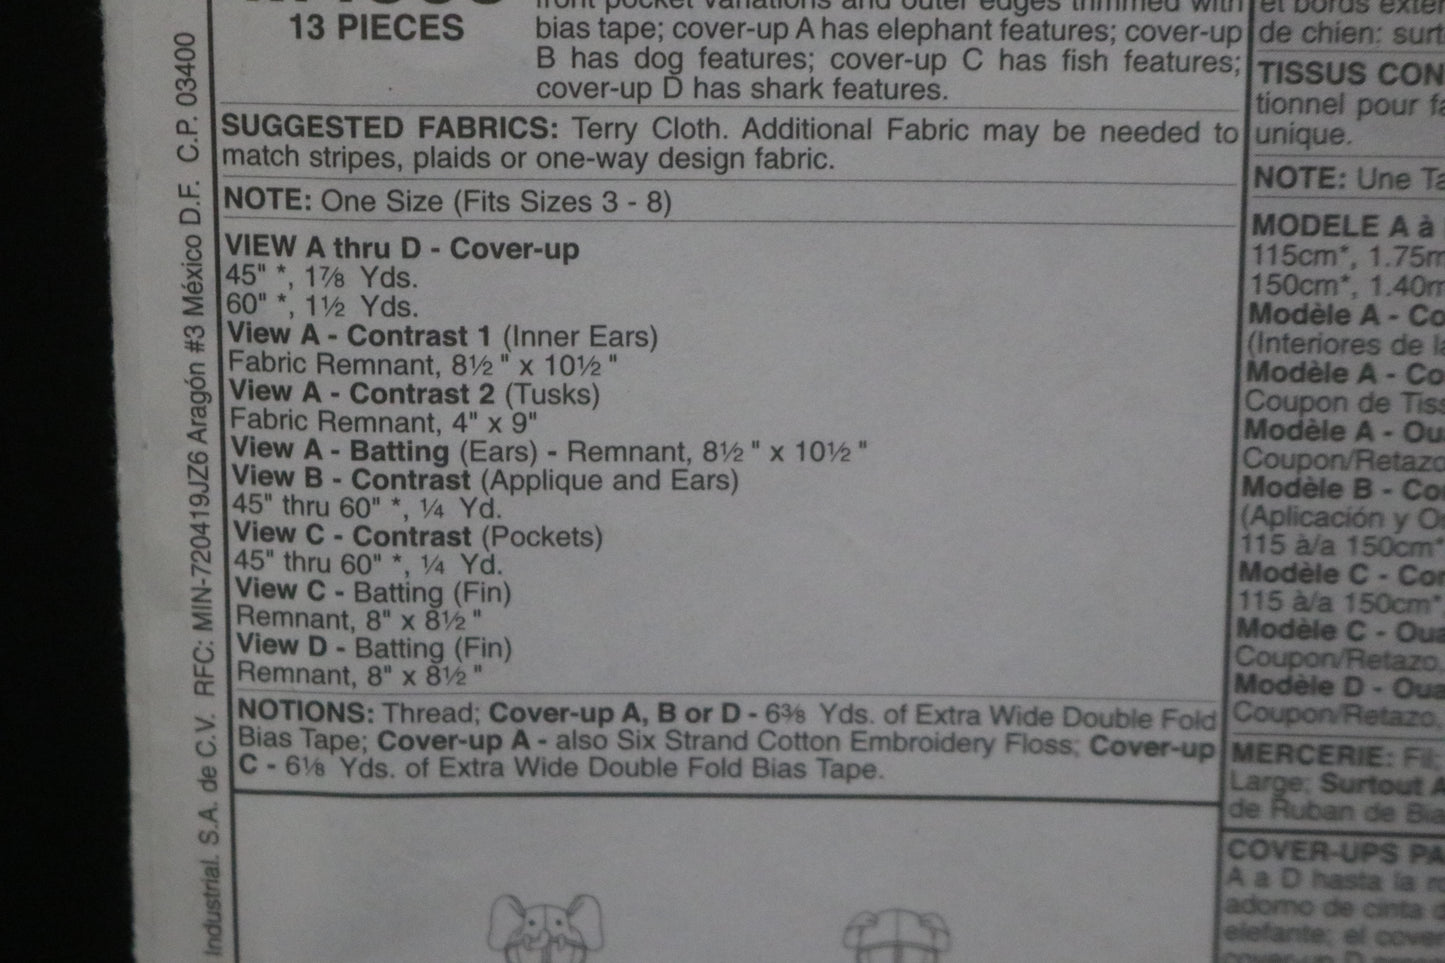 13 PIECES
bias tape; cover-up A has elephant features; cover-up
B has dog features; cover-up C has fish features;
cover-up D has shark features.
SUGGESTED FABRICS: Terry Cloth. Additional Fabric may be needed to
match stripes, plaids or one-way design fabric.
NOTE: One Size (Fits Sizes 3 - 8)
VIEW A thru D - Cover-up
45" *, 1⅞ Yds.
60" *, 1½ Yds.
View A - Contrast 1 (Inner Ears)
Fabric Remnant, 8½ " x 10½ "
View A - Contrast 2 (Tusks)
Fabric Remnant, 4" x 9"
View A - Batting (Ears) - Remnant, 8½ " x 10½ "
View B - Contrast (Applique and Ears)
45" thru 60" *, ¼ Yd.
View C - Contrast (Pockets)
45" thru 60" *, ¼ Yd.
View C - Batting (Fin)
Remnant, 8" x 8½ "
View D - Batting (Fin)
Remnant, 8" x 8½ "
NOTIONS: Thread; Cover-up A, B or D - 6⅜ Yds. of Extra Wide Double Fold
Bias Tape; Cover-up A - also Six Strand Cotton Embroidery Floss; Cover-up
C - 6⅛ Yds. of Extra Wide Double Fold Bias Tape.
Industrial. S.A. de C.V. RFC: MIN-720419JZ6 Aragón #3 México D.F. C.P. 03400
de chien: surt
TISSUS CON
tionnel pour fa
unique.
NOTE: Une Ta
MODELE A à
115cm*, 1.75m
150cm*, 1.40m
Modèle A - Co
(Interiores de la
Modèle A - Co
Coupon de Tiss
Modèle A - Ou
Coupon/Retazo
Modèle B - Co
(Aplicación y O
115 à/a 150cm*
Modèle C - Con
115 à/a 150cm*,
Modèle C - Oua
Coupon/Retazo,
Modèle D - Oua
Coupon/Retazo,
MERCERIE: Fil;
Large; Surtout A
de Ruban de Bia
COVER-UPS PA
A a D hasta la
adorno de cinta
elefante; el cover